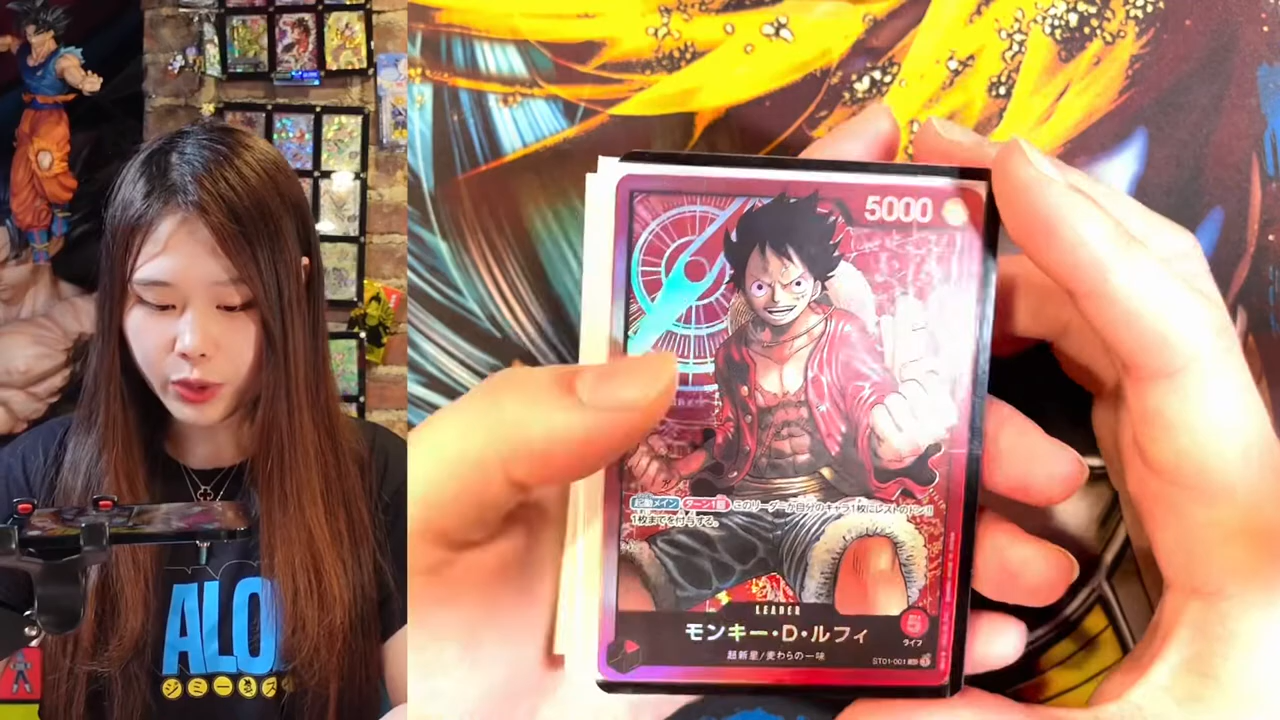 5000
起動メイン ターン1回 このリーダーか自分のキャラ1枚にレストのドン!!
1枚までを付与する。
LEADER
モンキー・D・ルフィ
超新星/麦わらの一味
5
ライフ
ST01-001
ALO
ジミーとス